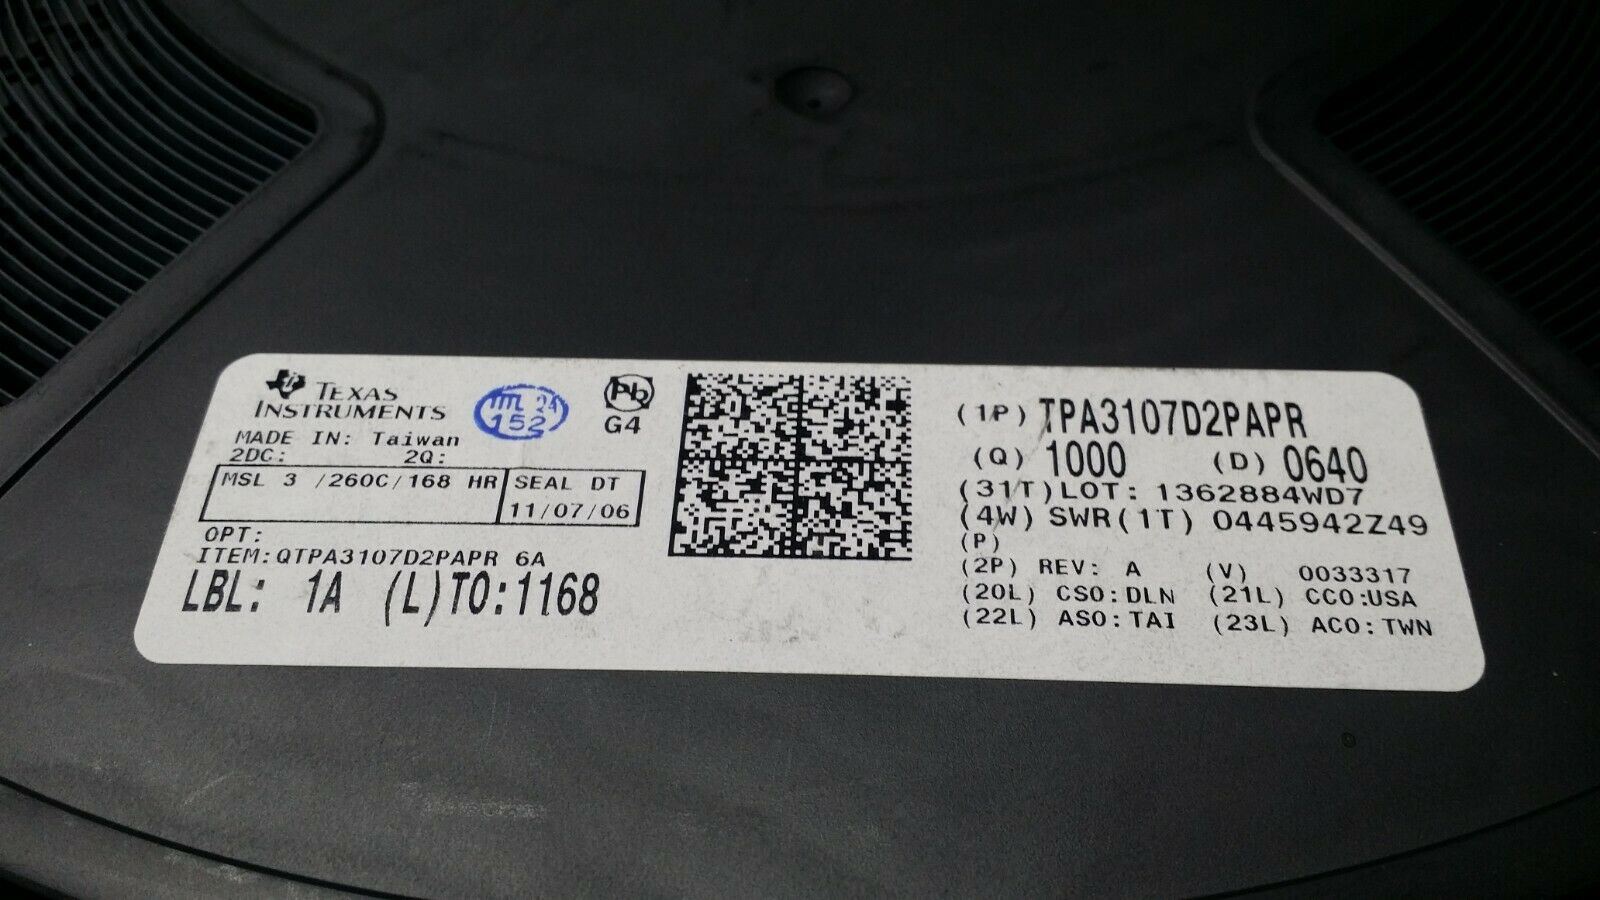 TEXAS
INSTRUMENTS
MADE IN: Taiwan
2DC: 2Q:
MSL 3 /260C/168 HR
SEAL DT
11/07/06
OPT:
ITEM:QTPA3107D2PAPR 6A
LBL: 1A (L)TO:1168
24
152
Pb
G4
(1P) TPA3107D2PAPR
(Q) 1000 (D) 0640
(31T)LOT: 1362884WD7
(4W) SWR(1T) 0445942Z49
(P)
(2P) REV: A (V) 0033317
(20L) CSO:DLN (21L) CCO:USA
(22L) ASO:TAI (23L) ACO:TWN